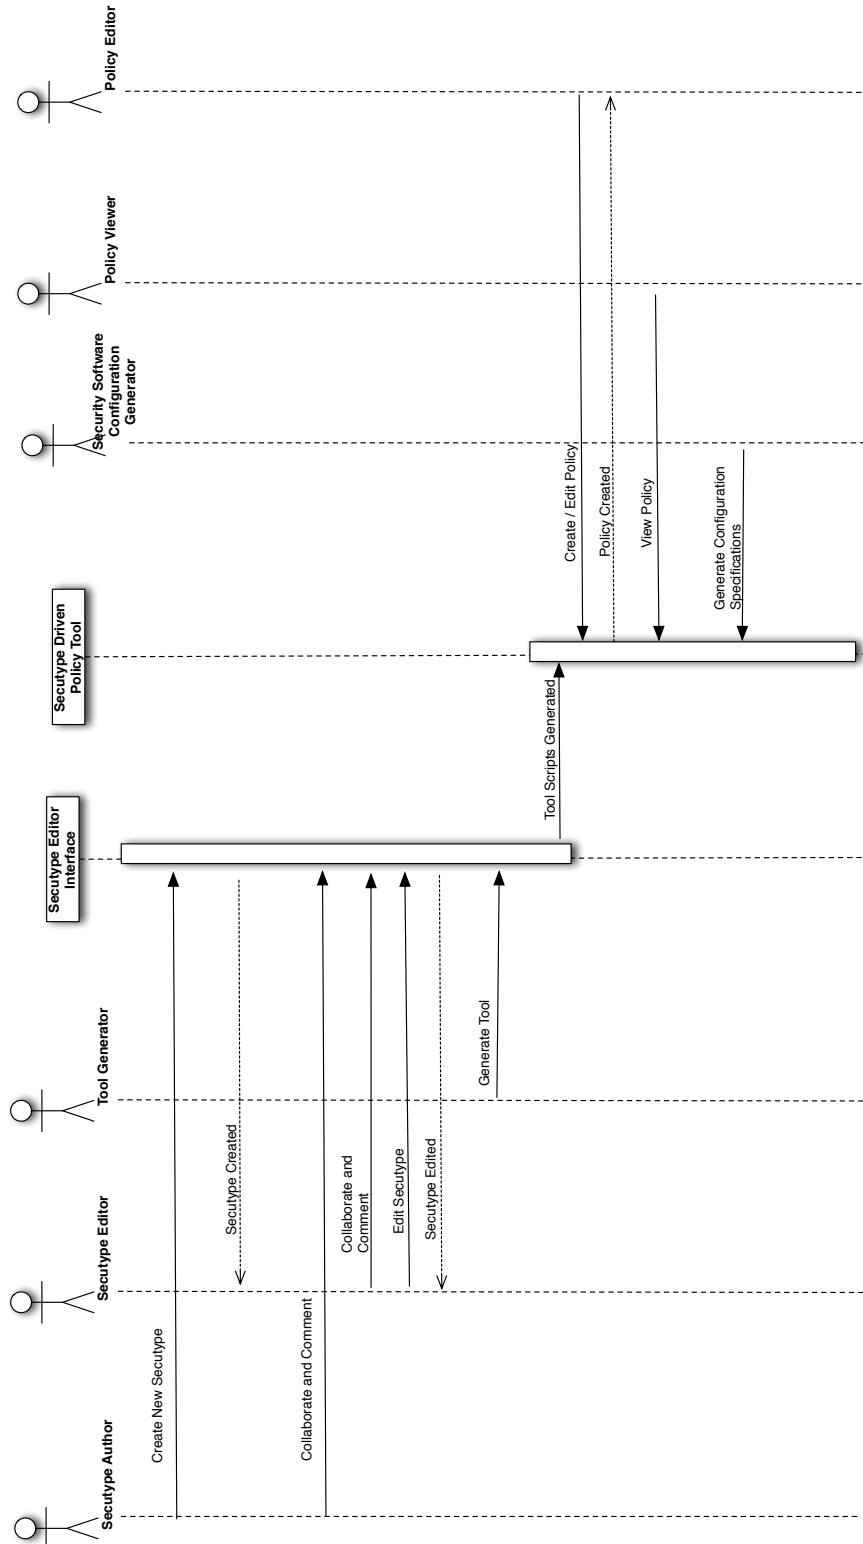 Secutype Author
Secutype Editor
Tool Generator
Secutype Editor
Interface
Secutype Driven
Policy Tool
Security Software
Configuration
Generator
Policy Viewer
Policy Editor
Create New Secutype
Secutype Created
Collaborate and Comment
Collaborate and
Comment
Edit Secutype
Secutype Edited
Generate Tool
Tool Scripts Generated
Create / Edit Policy
Policy Created
View Policy
Generate Configuration
Specifications